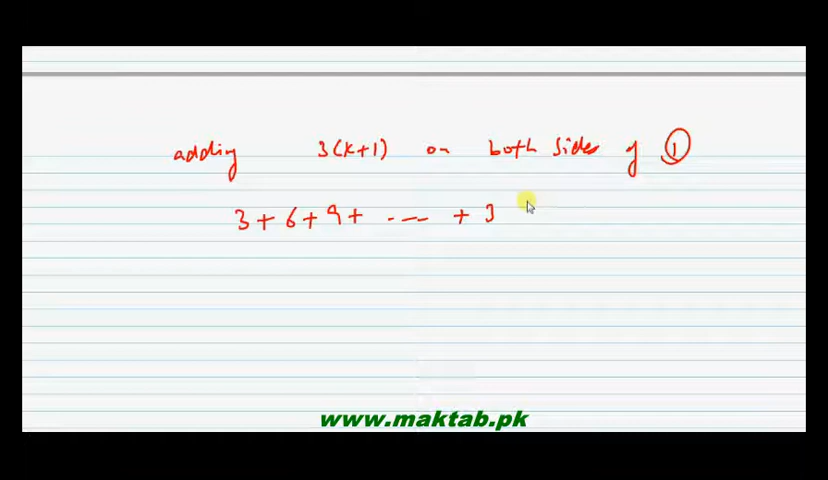 adding 3(k+1) on both sides of ①
3 + 6 + 9 + ---- + 3
www.maktab.pk